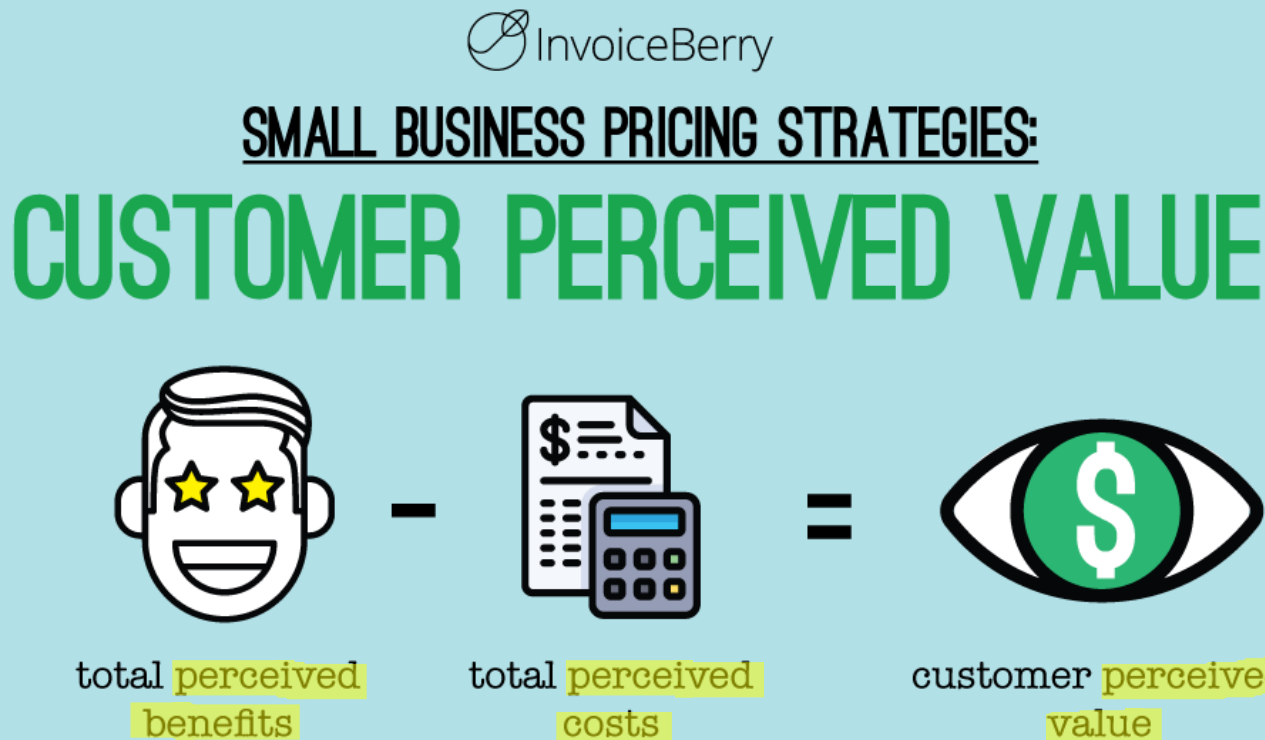 InvoiceBerry
SMALL BUSINESS PRICING STRATEGIES:
CUSTOMER PERCEIVED VALUE
$
$
- =
total perceived
benefits
total perceived
costs
customer perceive
value